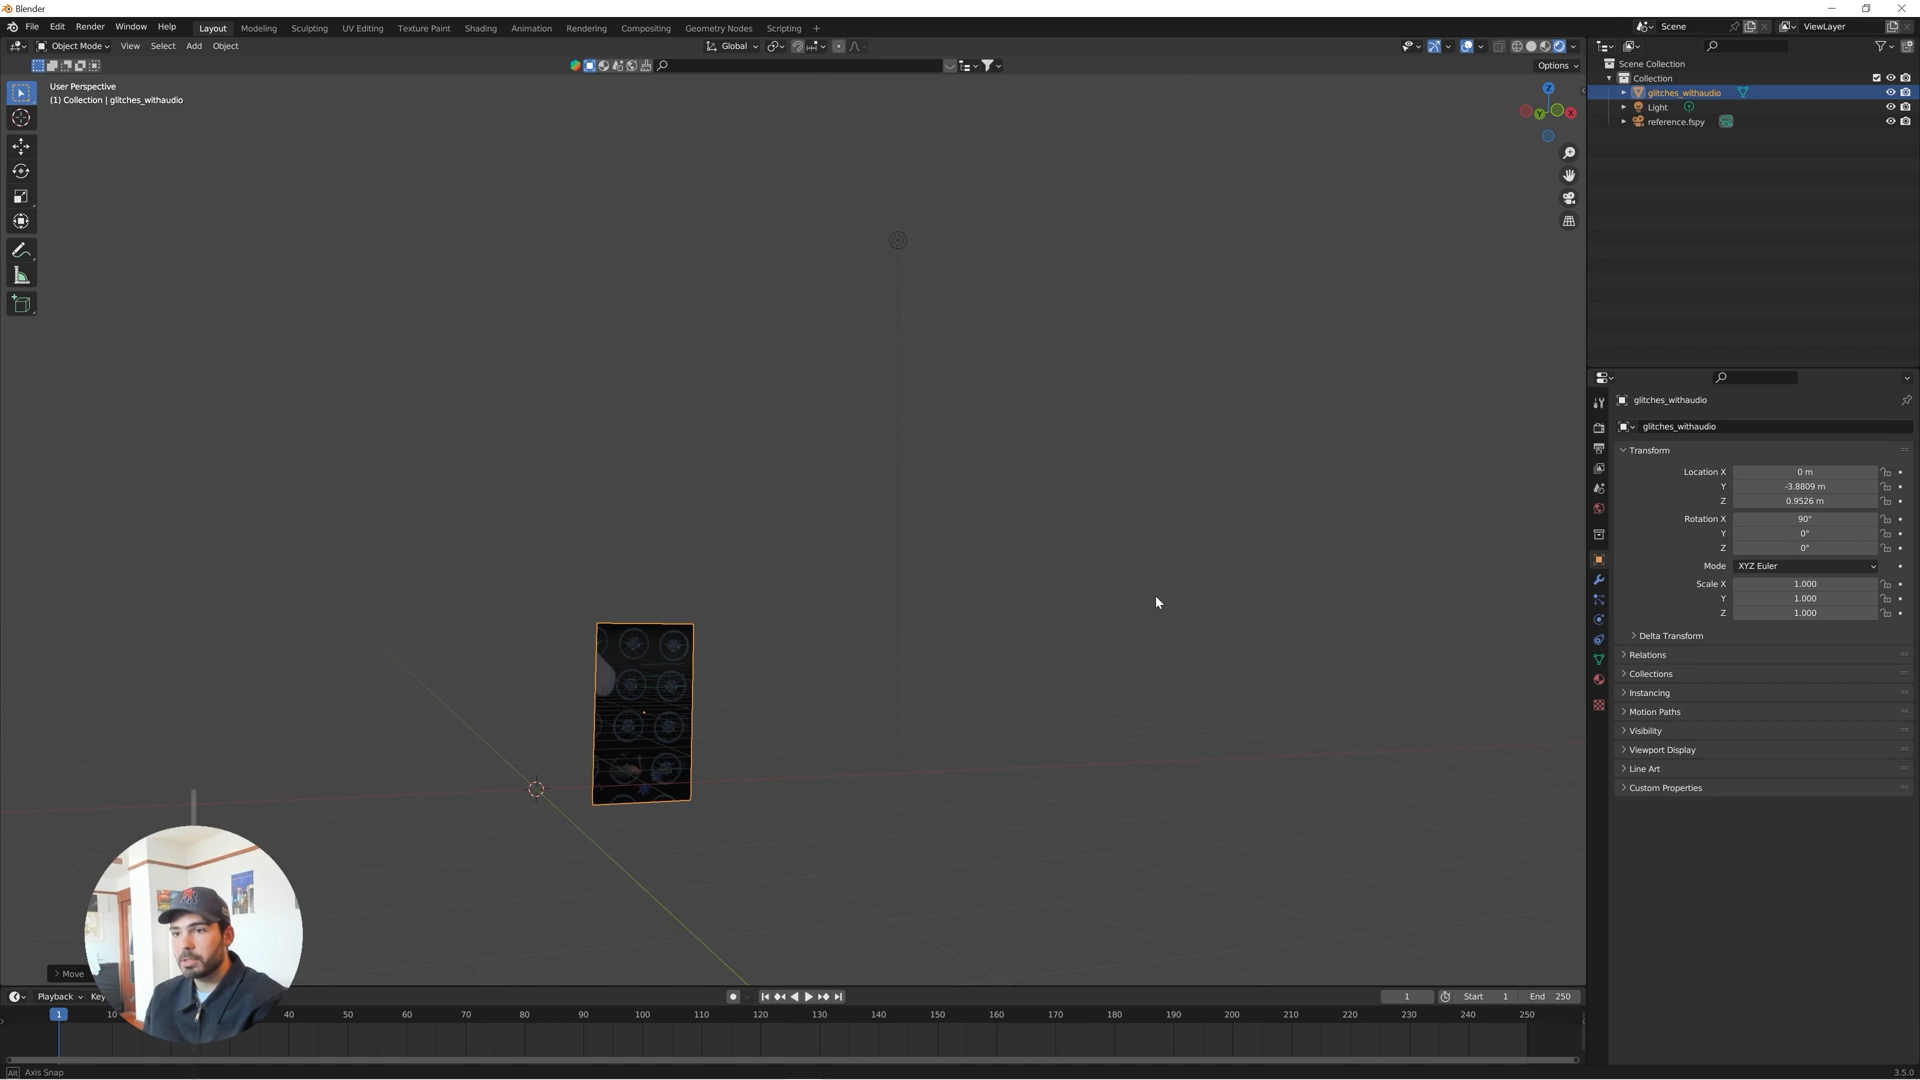 Blender
File Edit Render Window Help Layout Modeling Sculpting UV Editing Texture Paint Shading Animation Rendering Compositing Geometry Nodes Scripting + Scene ViewLayer
Object Mode View Select Add Object Global
Options
User Perspective
(1) Collection | glitches_withaudio
Z
Y
X
Scene Collection
Collection
glitches_withaudio
Light
reference.fspy
glitches_withaudio
glitches_withaudio
Transform
Location X 0 m
Y -3.8809 m
Z 0.9526 m
Rotation X 90°
Y 0°
Z 0°
Mode XYZ Euler
Scale X 1.000
Y 1.000
Z 1.000
Delta Transform
Relations
Collections
Instancing
Motion Paths
Visibility
Viewport Display
Line Art
Custom Properties
Move
Playback Key 1 Start 1 End 250
1 10 40 50 60 70 80 90 100 110 120 130 140 150 160 170 180 190 200 210 220 230 240 250
Alt Axis Snap 3.5.0